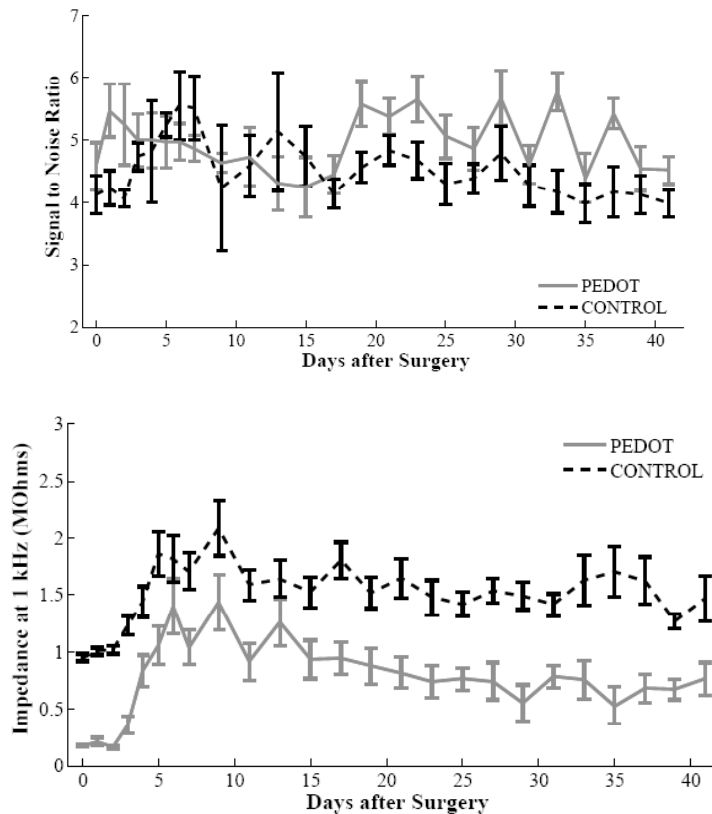 7
6
5
4
3
2
Signal to Noise Ratio
PEDOT
CONTROL
0 5 10 15 20 25 30 35 40
Days after Surgery
3
2.5
2
1.5
1
0.5
0
Impedance at 1 kHz (MOhms)
PEDOT
CONTROL
0 5 10 15 20 25 30 35 40
Days after Surgery